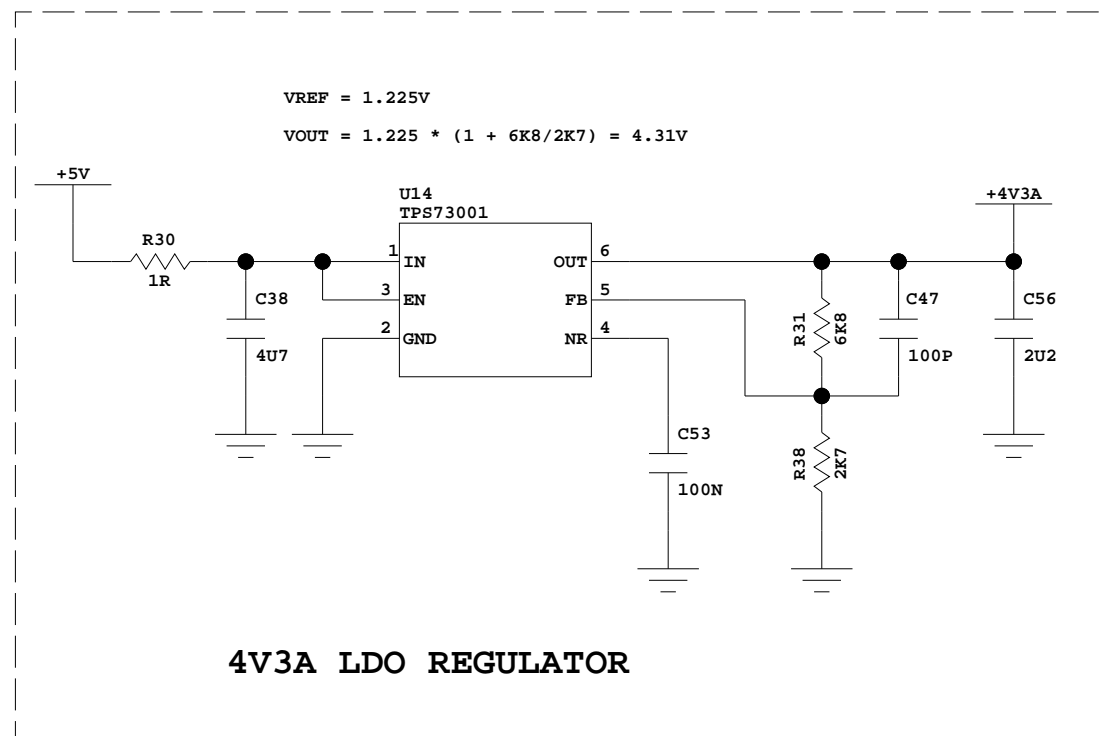 VREF = 1.225V
VOUT = 1.225 * (1 + 6K8/2K7) = 4.31V
+5V
U14
+4V3A
TPS73001
R30
1
IN
OUT
6
1R
C38
3
EN
FB
5
R31
6K8
C47
C56
4U7
2
GND
NR
4
100P
2U2
C53
R38
2K7
100N
4V3A LDO REGULATOR